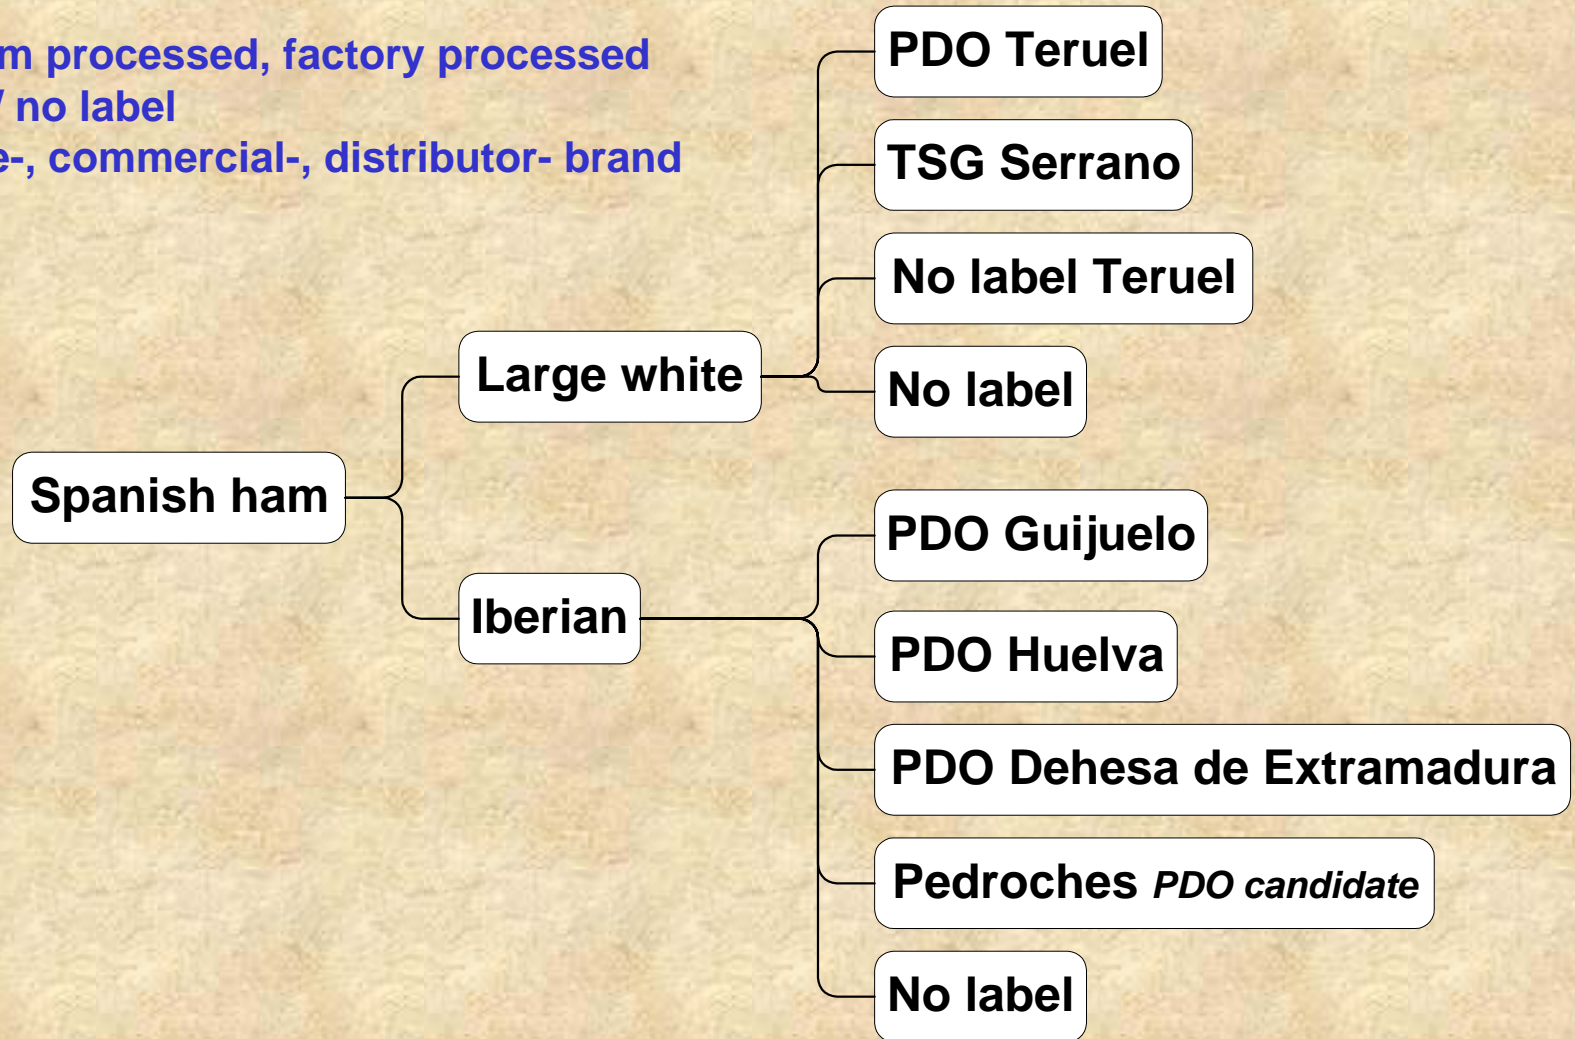 processed, factory processed
/ no label
commercial-, distributor- brand
PDO Teruel
TSG Serrano
No label Teruel
Large white
No label
Spanish ham
PDO Guijuelo
Iberian
PDO Huelva
PDO Dehesa de Extramadura
Pedroches PDO candidate
No label